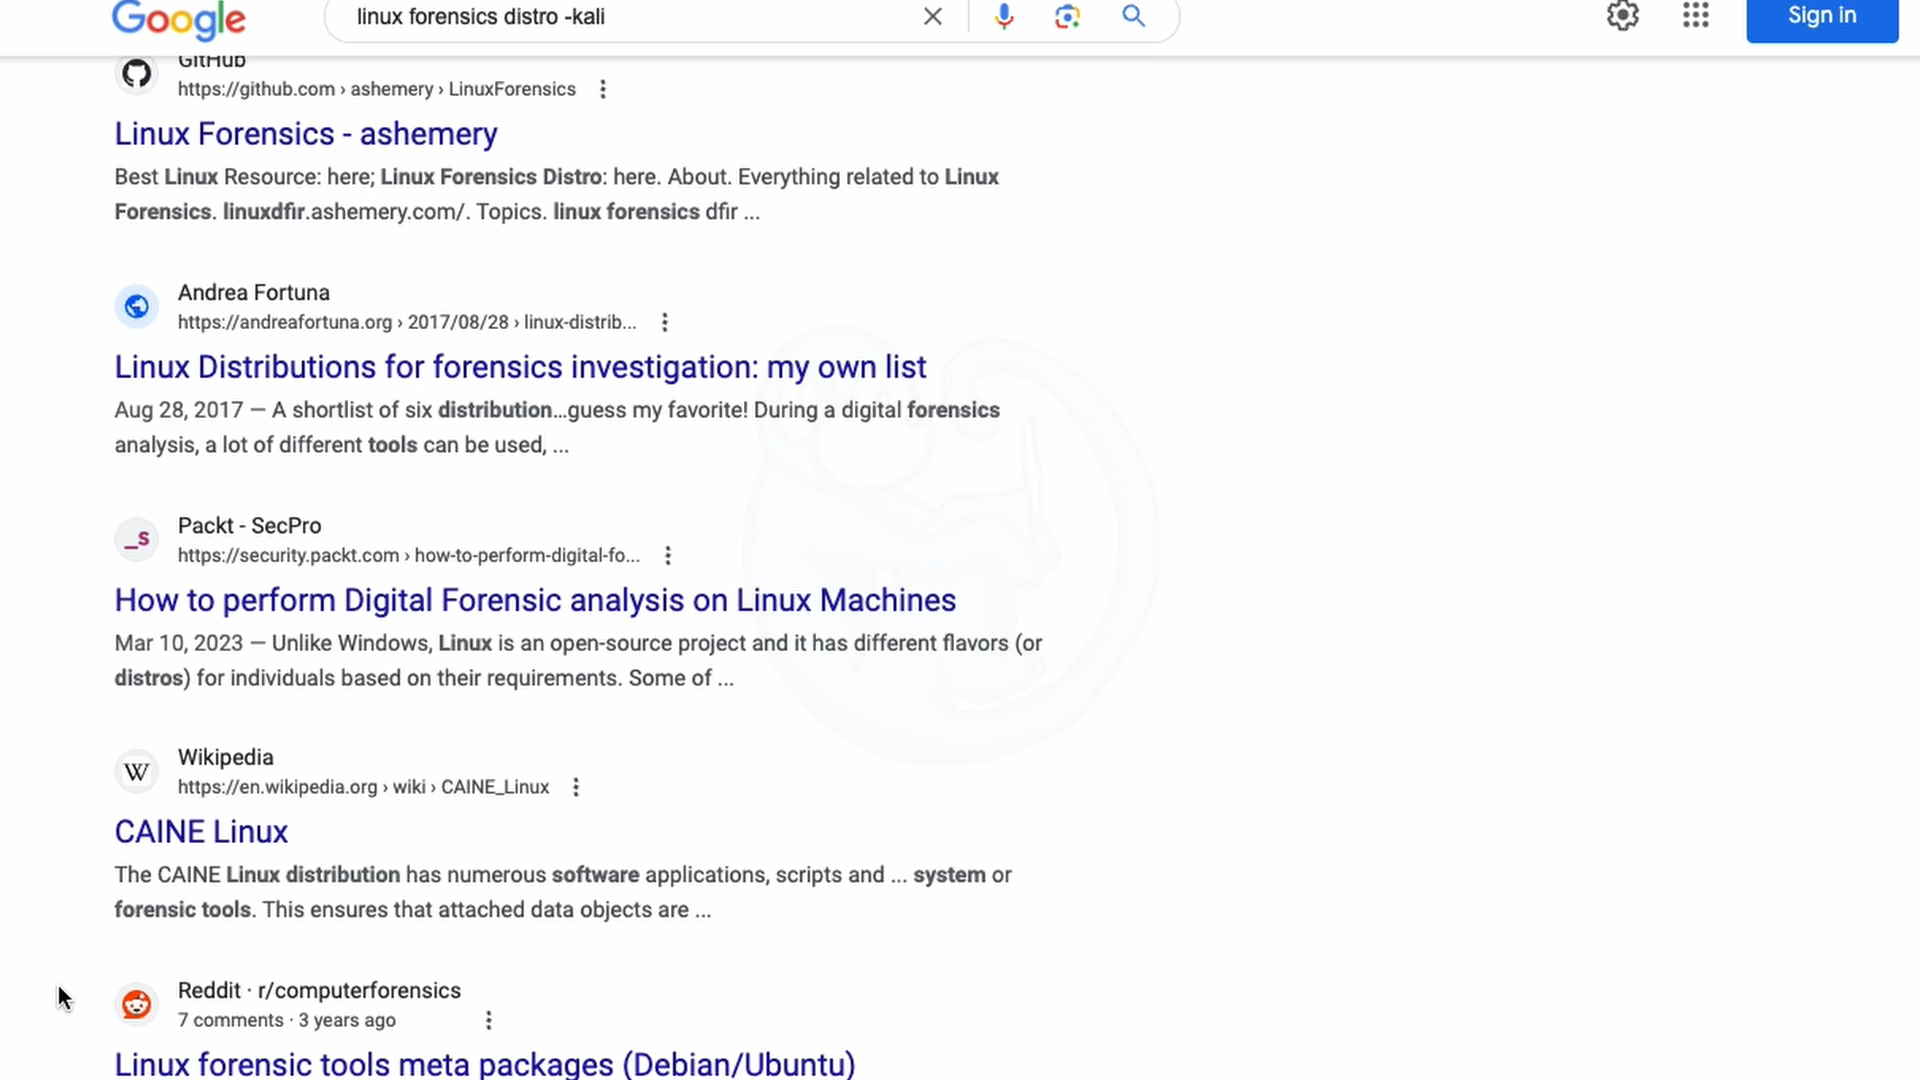 Google
linux forensics distro -kali
Sign in
GitHub
https://github.com › ashemery › LinuxForensics
Linux Forensics - ashemery
Best Linux Resource: here; Linux Forensics Distro: here. About. Everything related to Linux
Forensics. linuxdfir.ashemery.com/. Topics. linux forensics dfir ...
Andrea Fortuna
https://andreafortuna.org › 2017/08/28 › linux-distrib...
Linux Distributions for forensics investigation: my own list
Aug 28, 2017 — A shortlist of six distribution...guess my favorite! During a digital forensics
analysis, a lot of different tools can be used, ...
_S
Packt - SecPro
https://security.packt.com › how-to-perform-digital-fo...
How to perform Digital Forensic analysis on Linux Machines
Mar 10, 2023 — Unlike Windows, Linux is an open-source project and it has different flavors (or
distros) for individuals based on their requirements. Some of ...
W
Wikipedia
https://en.wikipedia.org › wiki › CAINE_Linux
CAINE Linux
The CAINE Linux distribution has numerous software applications, scripts and ... system or
forensic tools. This ensures that attached data objects are ...
Reddit · r/computerforensics
7 comments · 3 years ago
Linux forensic tools meta packages (Debian/Ubuntu)